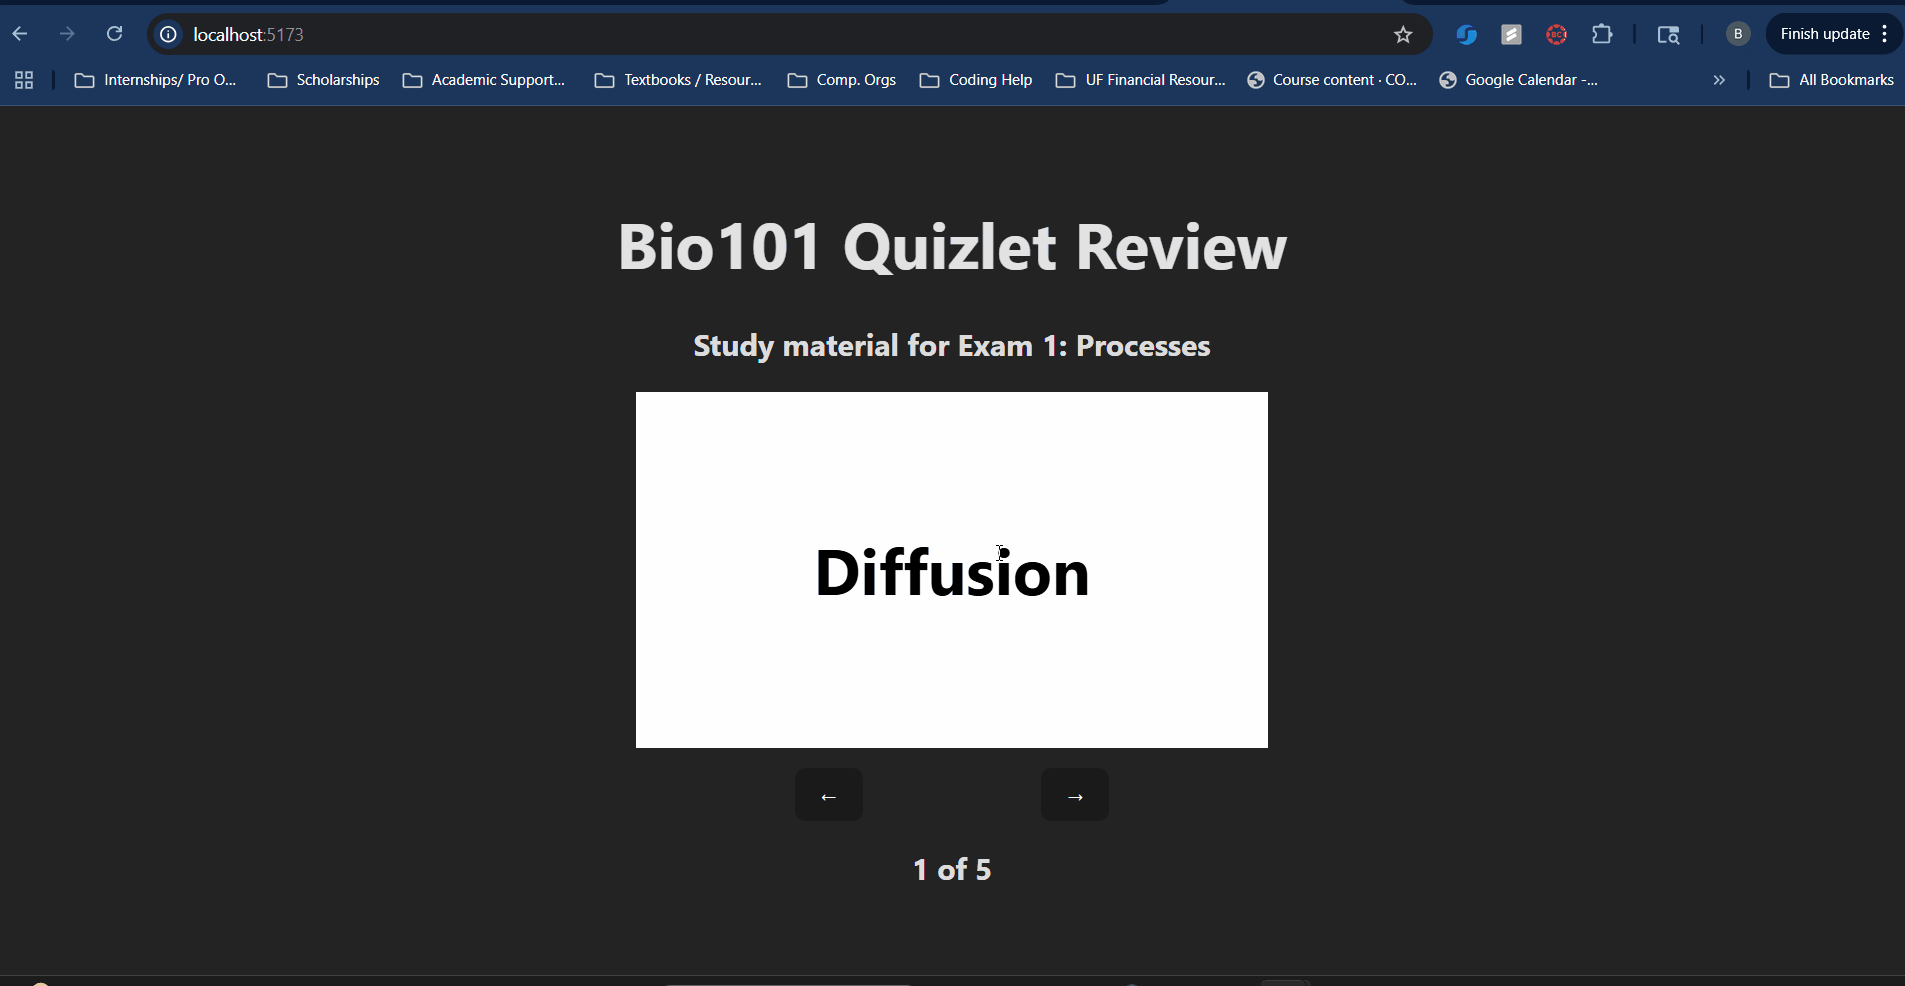 localhost:5173
B
Finish update
Internships/ Pro O...
Scholarships
Academic Support...
Textbooks / Resour...
Comp. Orgs
Coding Help
UF Financial Resour...
Course content · CO...
Google Calendar -...
All Bookmarks
Bio101 Quizlet Review
Study material for Exam 1: Processes
Diffusion
← →
1 of 5